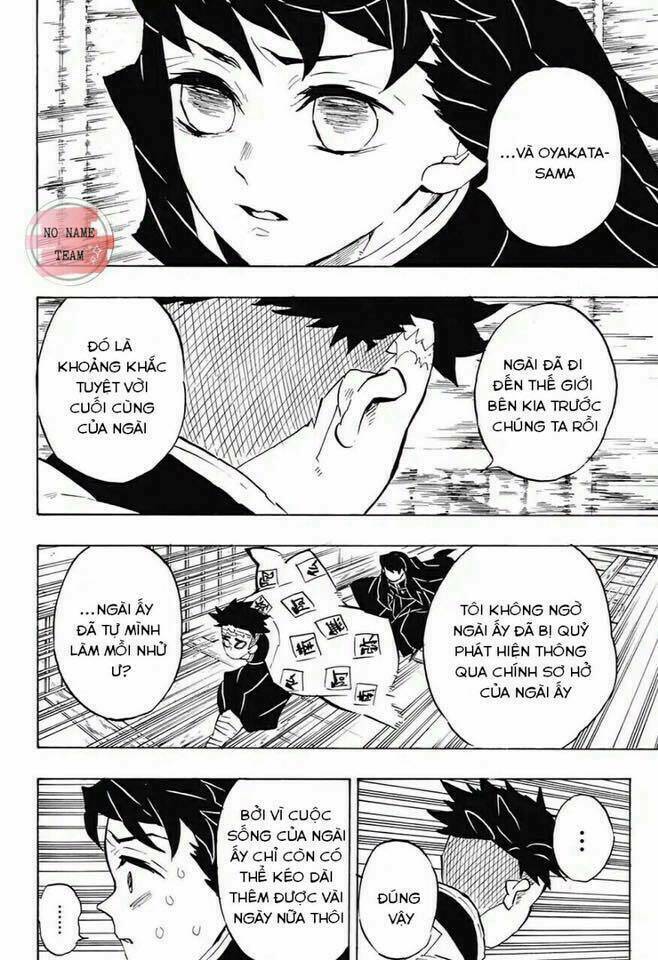 ...VÀ OYAKATA-
SAMA
NO NAME
TEAM
NGÀI ĐÃ ĐI
ĐẾN THẾ GIỚI
BÊN KIA TRƯỚC
CHÚNG TA RỒI
ĐÓ LÀ
KHOẢNG KHẮC
TUYỆT VỜI
CUỐI CÙNG
CỦA NGÀI
TÔI KHÔNG NGỜ
NGÀI ẤY ĐÃ BỊ QUỶ
PHÁT HIỆN THÔNG
QUA CHÍNH SƠ HỞ
CỦA NGÀI ẤY
...NGÀI ẤY
ĐÃ TỰ MÌNH
LÀM MỒI NHỬ
Ư?
...
ĐÚNG
VẬY
BỞI VÌ CUỘC
SỐNG CỦA NGÀI
ẤY CHỈ CÒN CÓ
THỂ KÉO DÀI
THÊM ĐƯỢC VÀI
NGÀY NỮA THÔI
......